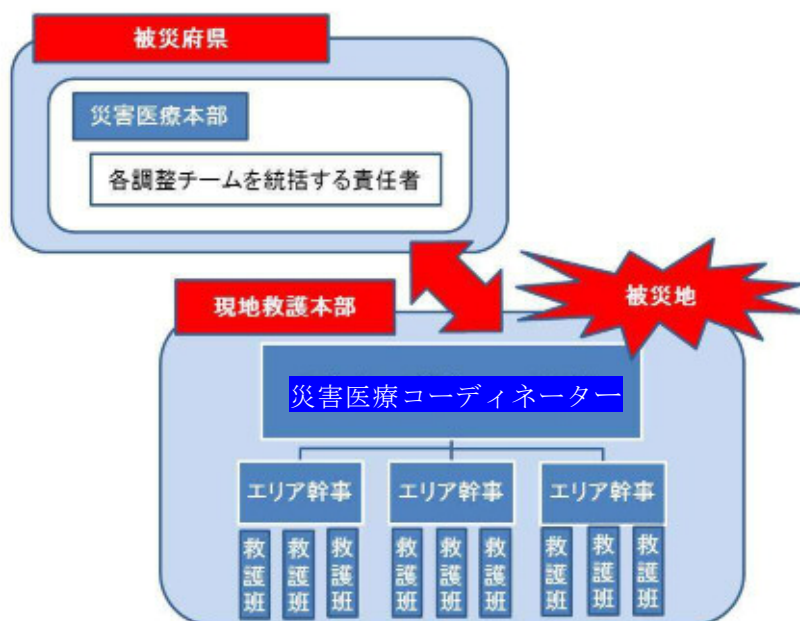 被災府県
災害医療本部
各調整チームを統括する責任者
現地救護本部
被災地
災害医療コーディネーター
エリア幹事
エリア幹事
エリア幹事
救護班
救護班
救護班
救護班
救護班
救護班
救護班
救護班
救護班